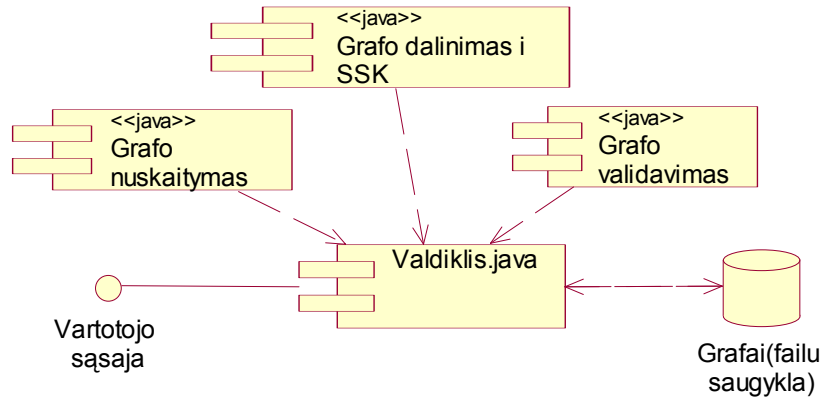 <<java>>
Grafo dalinimas i
SSK
<<java>>
Grafo
nuskaitymas
<<java>>
Grafo
validavimas
Valdiklis.java
Vartotojo
sąsaja
Grafai(failu
saugykla)